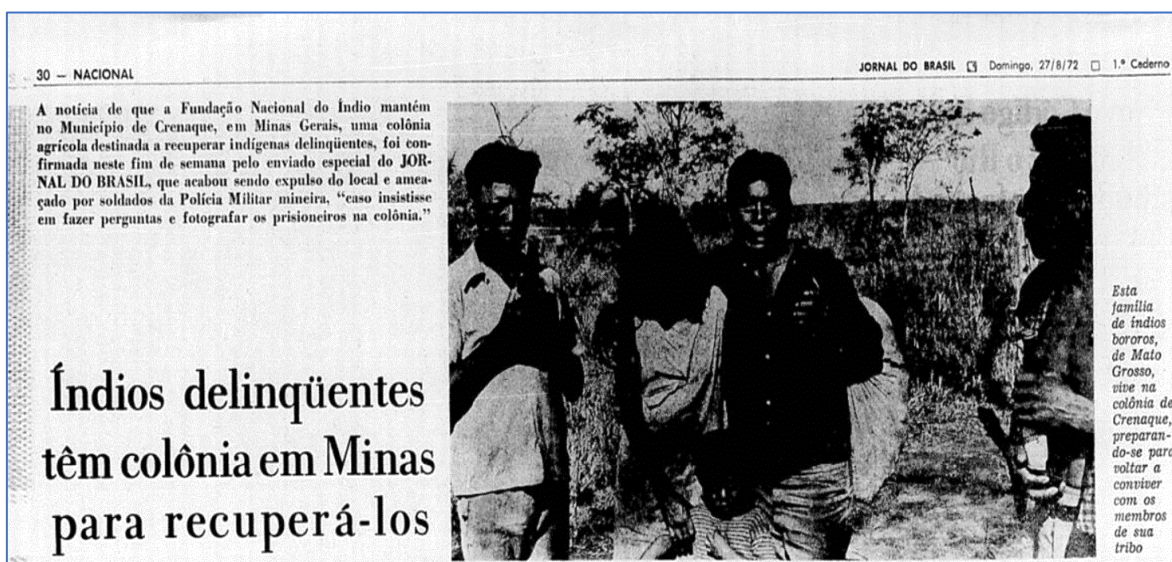 30 — NACIONAL
JORNAL DO BRASIL □ Domingo, 27/8/72 □ 1.º Caderno
A notícia de que a Fundação Nacional do Índio mantém
no Município de Crenaque, em Minas Gerais, uma colônia
agrícola destinada a recuperar indígenas delinqüentes, foi con-
firmada neste fim de semana pelo enviado especial do JOR-
NAL DO BRASIL, que acabou sendo expulso do local e amea-
çado por soldados da Polícia Militar mineira, “caso insistisse
em fazer perguntas e fotografar os prisioneiros na colônia.”
Índios delinqüentes
têm colônia em Minas
para recuperá-los
Esta
família
de índios
bororos,
de Mato
Grosso,
vive na
colônia de
Crenaque,
preparan-
do-se para
voltar a
conviver
com os
membros
de sua
tribo